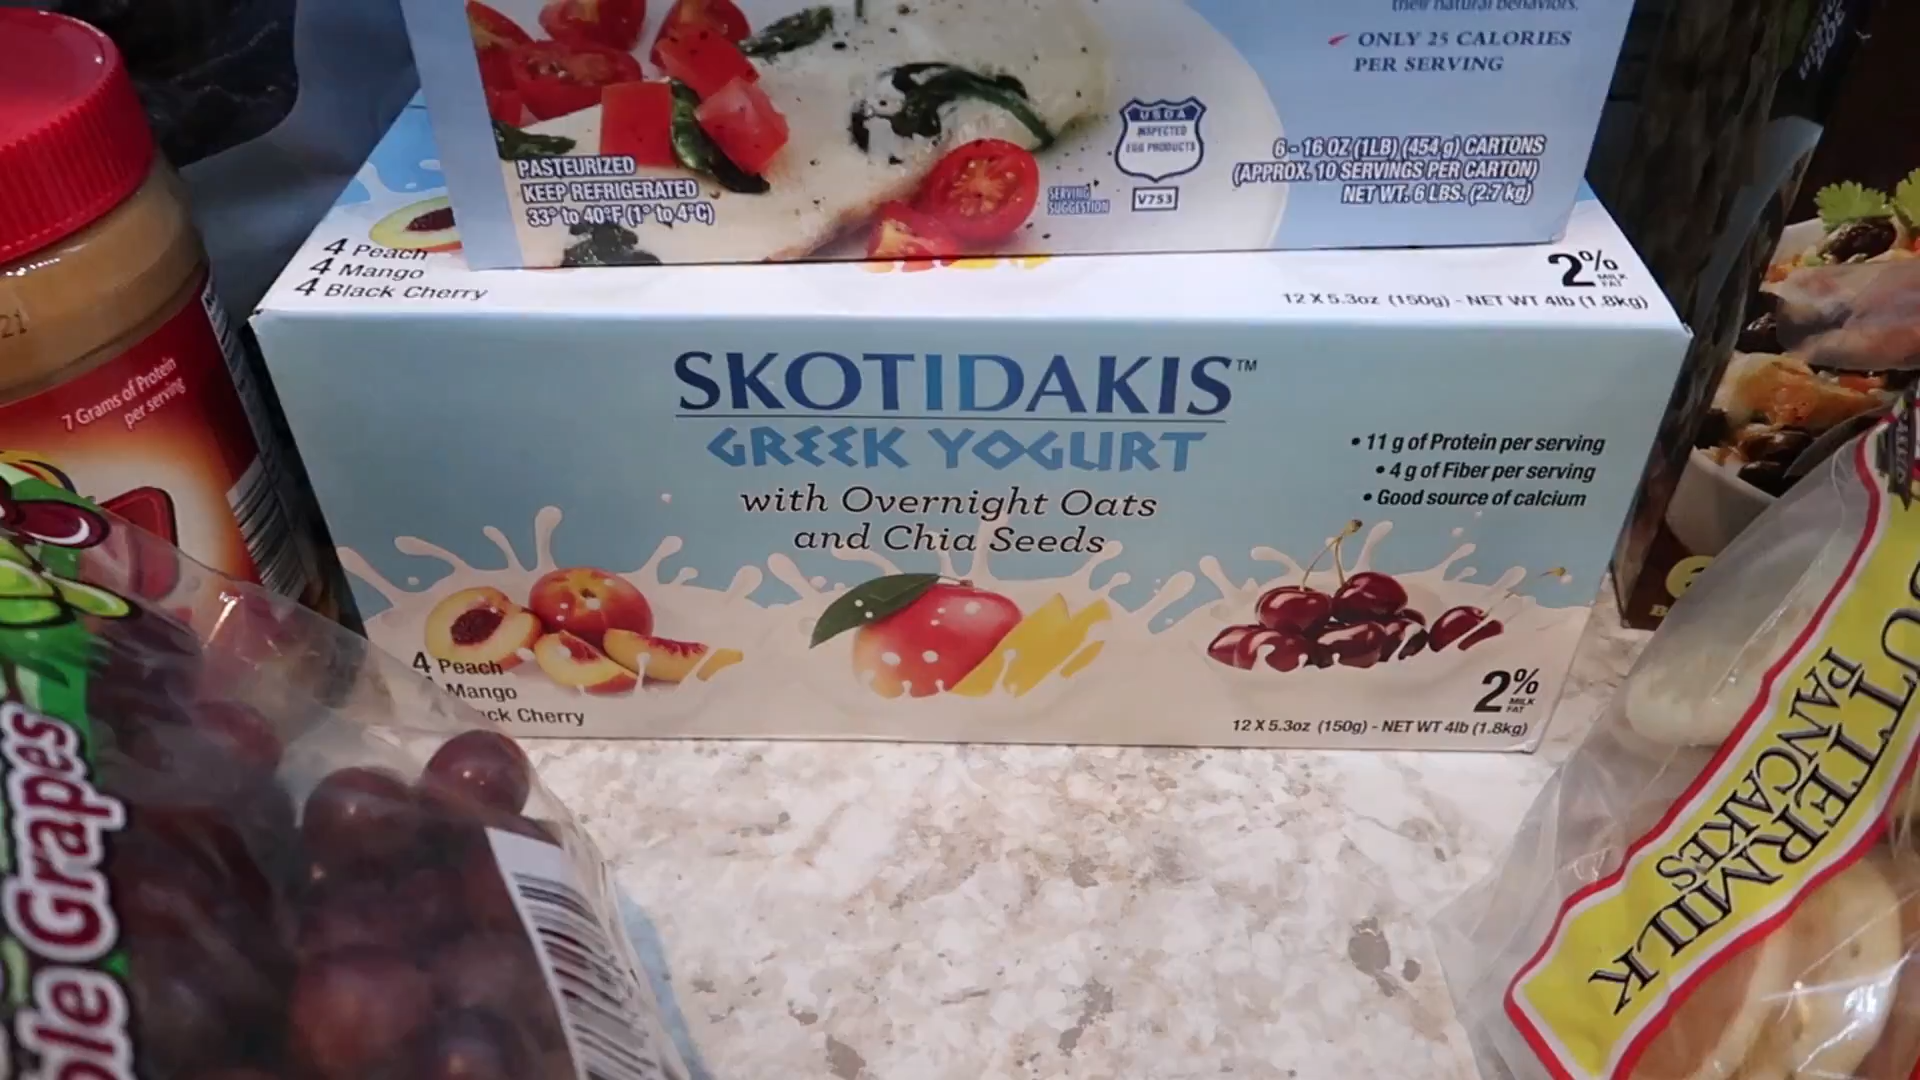 their natural behaviors.
ONLY 25 CALORIES
PER SERVING
USDA
INSPECTED
EGG PRODUCTS
V753
SERVING
SUGGESTION
6 - 16 OZ (1LB) (454 g) CARTONS
(APPROX. 10 SERVINGS PER CARTON)
NET WT. 6 LBS. (2.7 kg)
PASTEURIZED
KEEP REFRIGERATED
33° to 40°F (1° to 4°C)
4 Peach
4 Mango
4 Black Cherry
2%
MILK
FAT
12 X 5.3oz (150g) - NET WT 4lb (1.8kg)
SKOTIDAKIS™
GREEK YOGURT
with Overnight Oats
and Chia Seeds
• 11 g of Protein per serving
• 4 g of Fiber per serving
• Good source of calcium
4 Peach
Mango
ck Cherry
2%
MILK
FAT
12 X 5.3oz (150g) - NET WT 4lb (1.8kg)
21
7 Grams of Protein
per serving
ble Grapes
BUTTERMILK
PANCAKES